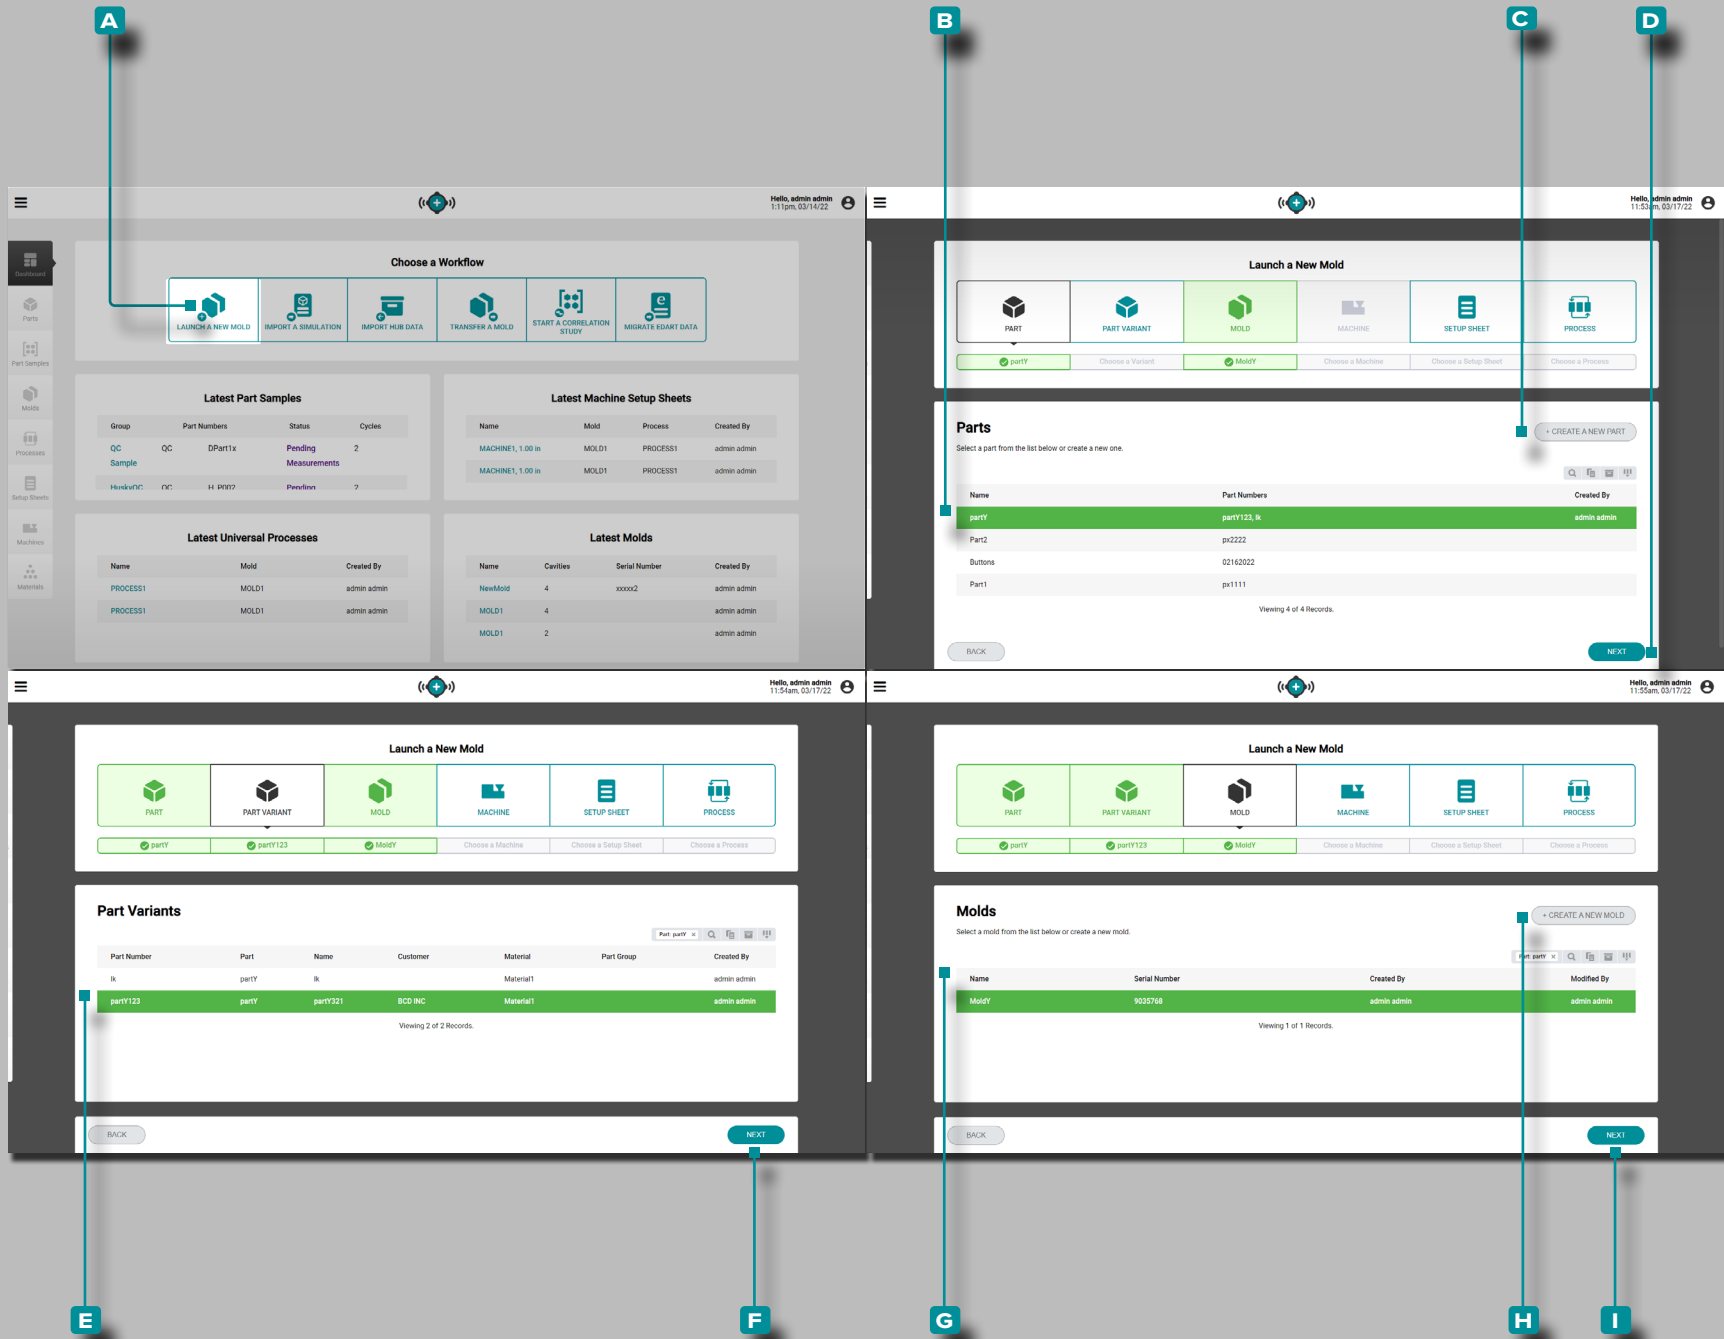 A
B
C
D
Hello, admin admin
1:11pm, 03/14/22
Dashboard
Parts
Part Samples
Molds
Processes
Setup Sheets
Machines
Materials
Choose a Workflow
LAUNCH A NEW MOLD
IMPORT A SIMULATION
IMPORT HUB DATA
TRANSFER A MOLD
START A CORRELATION
STUDY
MIGRATE EDART DATA
Latest Part Samples
Group Part Numbers Status Cycles
QC Sample QC DPart1x Pending Measurements 2
HuskyQC QC H_P002 Pending 2
Latest Machine Setup Sheets
Name Mold Process Created By
MACHINE1, 1.00 in MOLD1 PROCESS1 admin admin
MACHINE1, 1.00 in MOLD1 PROCESS1 admin admin
Latest Universal Processes
Name Mold Created By
PROCESS1 MOLD1 admin admin
PROCESS1 MOLD1 admin admin
Latest Molds
Name Cavities Serial Number Created By
NewMold 4 xxxxx2 admin admin
MOLD1 4 admin admin
MOLD1 2 admin admin
Hello, admin admin
11:53am, 03/17/22
Launch a New Mold
PART PART VARIANT MOLD MACHINE SETUP SHEET PROCESS
partY Choose a Variant MoldY Choose a Machine Choose a Setup Sheet Choose a Process
Parts
+ CREATE A NEW PART
Select a part from the list below or create a new one.
Name Part Numbers Created By
partY partY123, lk admin admin
Part2 px2222
Buttons 02162022
Part1 px1111
Viewing 4 of 4 Records.
BACK NEXT
Hello, admin admin
11:54am, 03/17/22
Launch a New Mold
PART PART VARIANT MOLD MACHINE SETUP SHEET PROCESS
partY partY123 MoldY Choose a Machine Choose a Setup Sheet Choose a Process
Part Variants
Part: partY ×
Part Number Part Name Customer Material Part Group Created By
lk partY lk Material1 admin admin
partY123 partY partY321 BCD INC Material1 admin admin
Viewing 2 of 2 Records.
BACK NEXT
Hello, admin admin
11:55am, 03/17/22
Launch a New Mold
PART PART VARIANT MOLD MACHINE SETUP SHEET PROCESS
partY partY123 MoldY Choose a Machine Choose a Setup Sheet Choose a Process
Molds
+ CREATE A NEW MOLD
Select a mold from the list below or create a new mold.
Part: partY ×
Name Serial Number Created By Modified By
MoldY 9035768 admin admin admin admin
Viewing 1 of 1 Records.
BACK NEXT
E
F
G
H
I